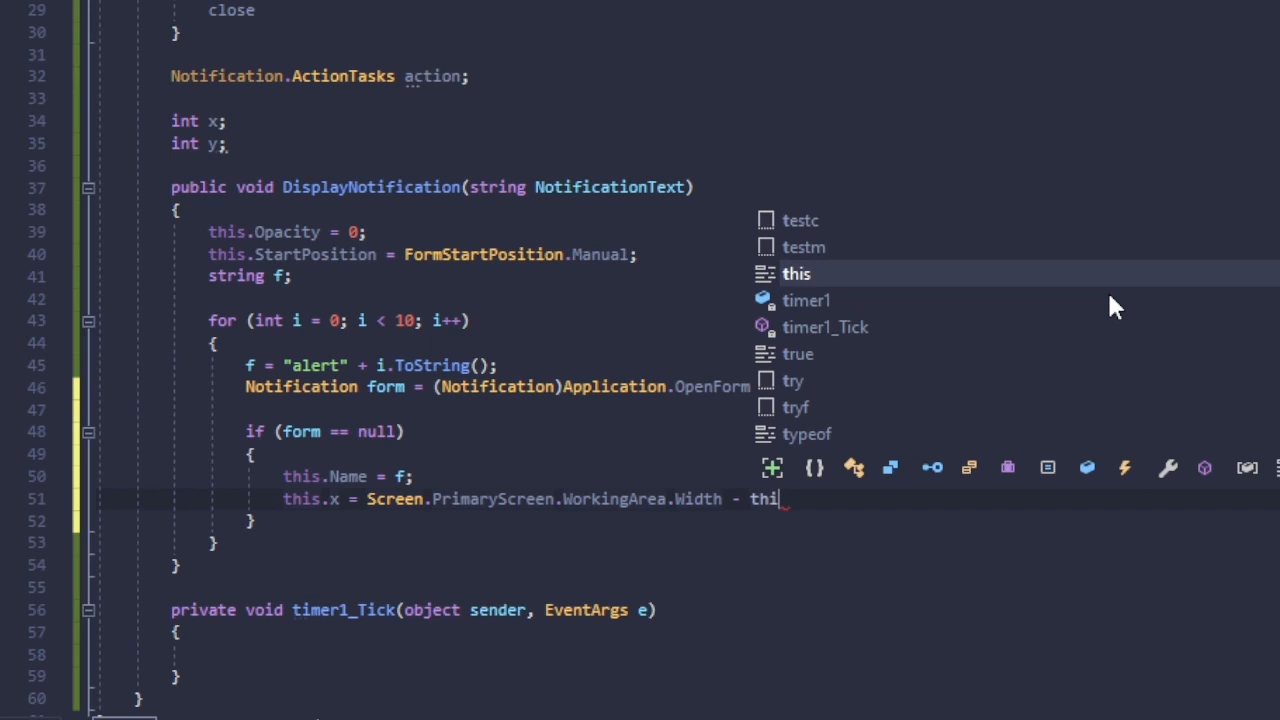 29 close
30 }
31
32 Notification.ActionTasks action;
33
34 int x;
35 int y;
36
37 public void DisplayNotification(string NotificationText)
38 {
39 this.Opacity = 0;
40 this.StartPosition = FormStartPosition.Manual;
41 string f;
42
43 for (int i = 0; i < 10; i++)
44 {
45 f = "alert" + i.ToString();
46 Notification form = (Notification)Application.OpenForm
47
48 if (form == null)
49 {
50 this.Name = f;
51 this.x = Screen.PrimaryScreen.WorkingArea.Width - thi
52 }
53 }
54 }
55
56 private void timer1_Tick(object sender, EventArgs e)
57 {
58
59 }
60 }
testc
testm
this
timer1
timer1_Tick
true
try
tryf
typeof